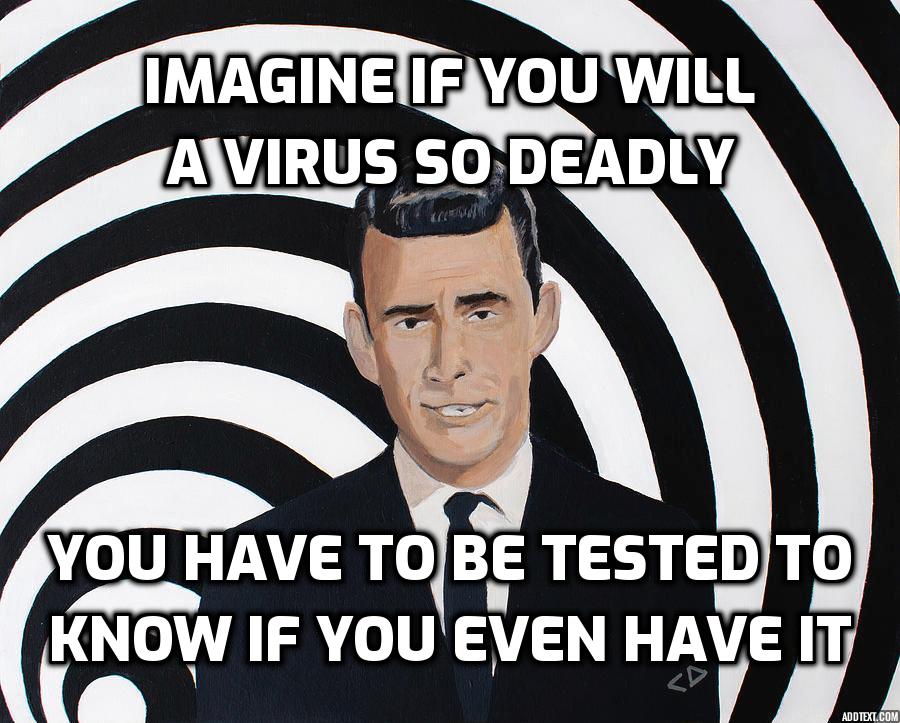 IMAGINE IF YOU WILL
A VIRUS SO DEADLY
YOU HAVE TO BE TESTED TO
KNOW IF YOU EVEN HAVE IT
CD
ADDTEXT.COM